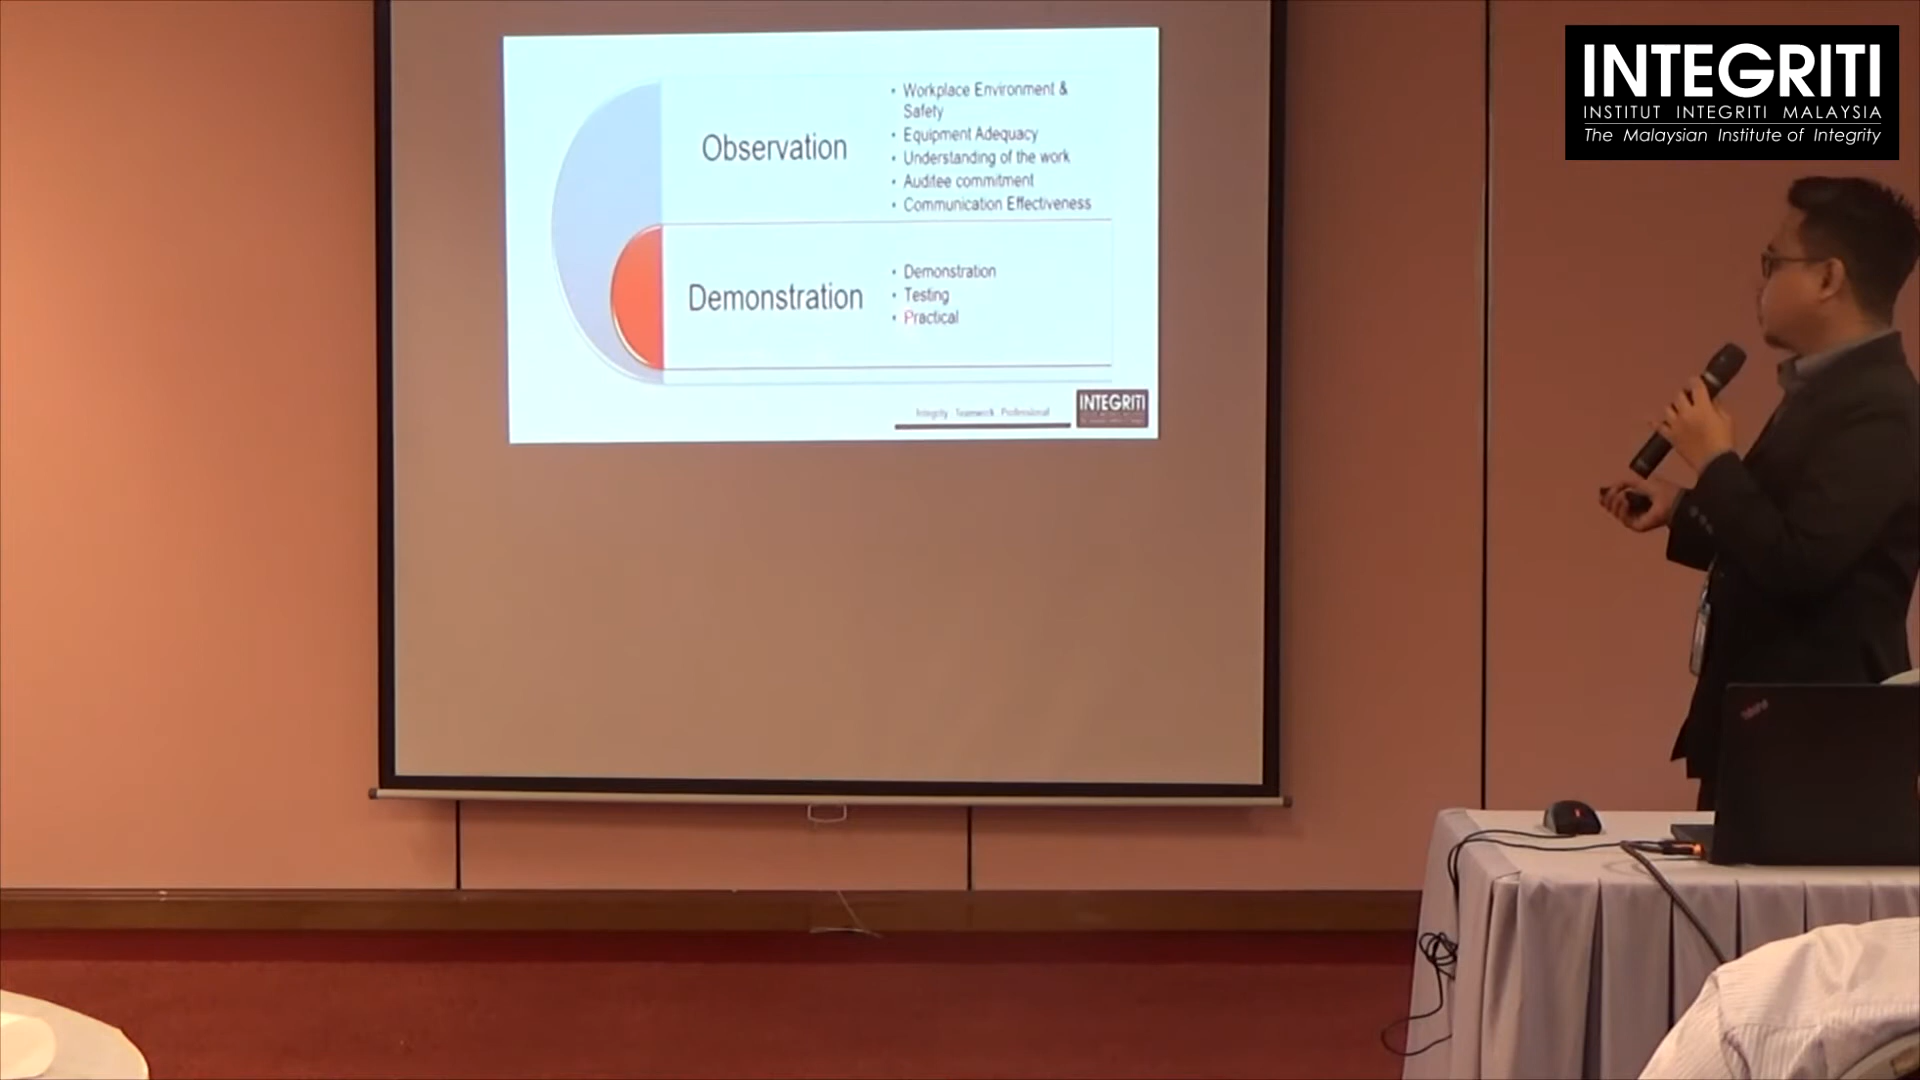 INTEGRITI
INSTITUT INTEGRITI MALAYSIA
The Malaysian Institute of Integrity
Observation
• Workplace Environment &
Safety
• Equipment Adequacy
• Understanding of the work
• Auditee commitment
• Communication Effectiveness
Demonstration
• Demonstration
• Testing
• Practical
Integrity Teamwork Professional
INTEGRITI